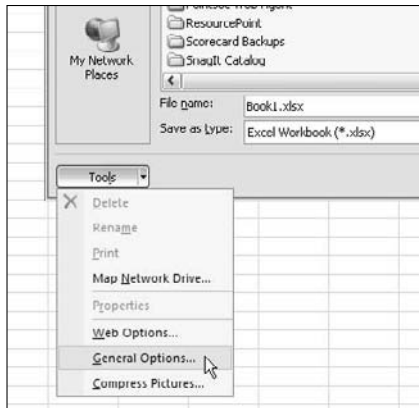 ResourcePoint
Scorecard Backups
SnagIt Catalog
My Network
Places
File name:
Book1.xlsx
Save as type:
Excel Workbook (*.xlsx)
Tools
Delete
Rename
Print
Map Network Drive...
Properties
Web Options...
General Options...
Compress Pictures...